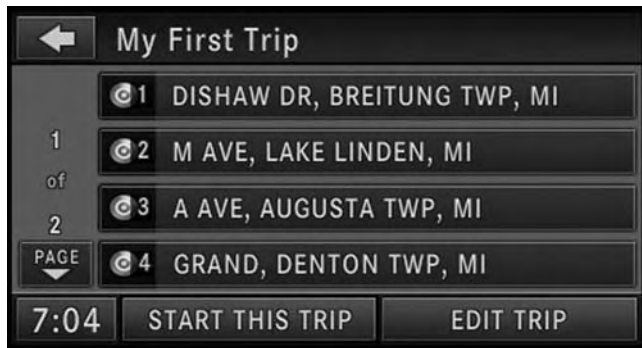 My First Trip
1 DISHAW DR, BREITUNG TWP, MI
2 M AVE, LAKE LINDEN, MI
3 A AVE, AUGUSTA TWP, MI
4 GRAND, DENTON TWP, MI
1
of
2
PAGE
7:04
START THIS TRIP
EDIT TRIP